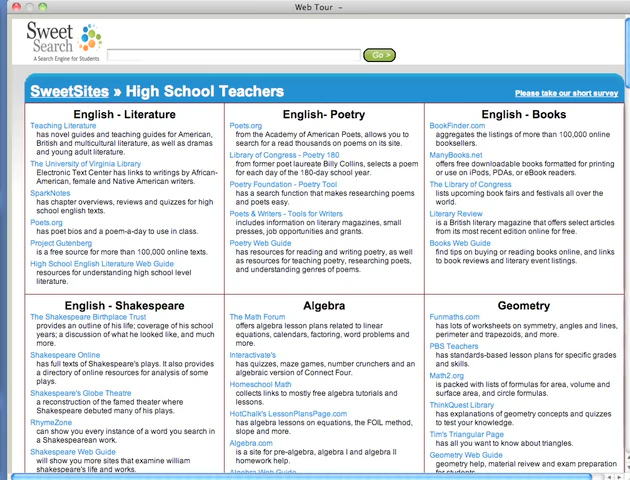 Web Tour –
Sweet
Search
A Search Engine for Students
Go >
SweetSites » High School Teachers
Please take our short survey
English - Literature
Teaching Literature
has novel guides and teaching guides for American,
British and multicultural literature, as well as dramas
and young adult literature.
The University of Virginia Library
Electronic Text Center has links to writings by African-
American, female and Native American writers.
SparkNotes
has chapter overviews, reviews and quizzes for high
school english texts.
Poets.org
has poet bios and a poem-a-day to use in class.
Project Gutenberg
is a free source for more than 100,000 online texts.
High School English Literature Web Guide
resources for understanding high school level
literature.
English- Poetry
Poets.org
from the Academy of American Poets, allows you to
search for a read thousands on poems on its site.
Library of Congress - Poetry 180
from former poet laureate Billy Collins, selects a poem
for each day of the 180-day school year.
Poetry Foundation - Poetry Tool
has a search function that makes researching poems
and poets easy.
Poets & Writers - Tools for Writers
includes information on literary magazines, small
presses, job opportunities and grants.
Poetry Web Guide
has resources for reading and writing poetry, as well
as resources for teaching poetry, researching poets,
and understanding genres of poems.
English - Books
BookFinder.com
aggregates the listings of more than 100,000 online
booksellers.
ManyBooks.net
offers free downloadable books formatted for printing
or use on iPods, PDAs, or eBook readers.
The Library of Congress
lists upcoming book fairs and festivals all over the
world.
Literary Review
is a British literary magazine that offers select articles
from its most recent edition online for free.
Books Web Guide
find tips on buying or reading books online, and links
to book reviews and literary event listings.
English - Shakespeare
The Shakespeare Birthplace Trust
provides an outline of his life; coverage of his school
years; a discussion of what he looked like, and much
more.
Shakespeare Online
has full texts of Shakespeare's plays. It also provides
a directory of online resources for analysis of some
plays.
Shakespeare's Globe Theatre
a reconstruction of the famed theater where
Shakespeare debuted many of his plays.
RhymeZone
can show you every instance of a word you search in
a Shakespearean work.
Shakespeare Web Guide
will show you more sites that examine william
shakespeare's life and works.
Algebra
The Math Forum
offers algebra lesson plans related to linear
equations, calendars, factoring, word problems and
more.
Interactivate's
has quizzes, maze games, number crunchers and an
algebraic version of Connect Four.
Homeschool Math
collects links to mostly free algebra tutorials and
lessons.
HotChalk's LessonPlansPage.com
has algebra lessons on equations, the FOIL method,
slope and more.
Algebra.com
is a site for pre-algebra, algebra I and algebra II
homework help.
Algebra Web Guide
Geometry
Funmaths.com
has lots of worksheets on symmetry, angles and lines,
perimeter and trapezoids, and more.
PBS Teachers
has standards-based lesson plans for specific grades
and skills.
Math2.org
is packed with lists of formulas for area, volume and
surface area, and circle formulas.
ThinkQuest Library
has explanations of geometry concepts and quizzes
to test your knowledge.
Tim's Triangular Page
has all you want to know about triangles.
Geometry Web Guide
geometry help, material reivew and exam preparation
for students.